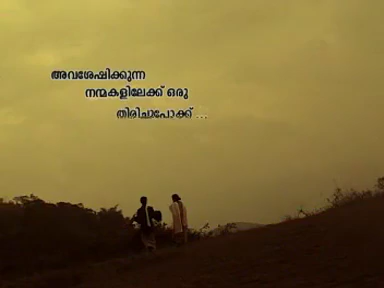 അവശേഷിക്കുന്ന
നന്മകളിലേക്ക് ഒരു
തിരിച്ചുപോക്ക് ...